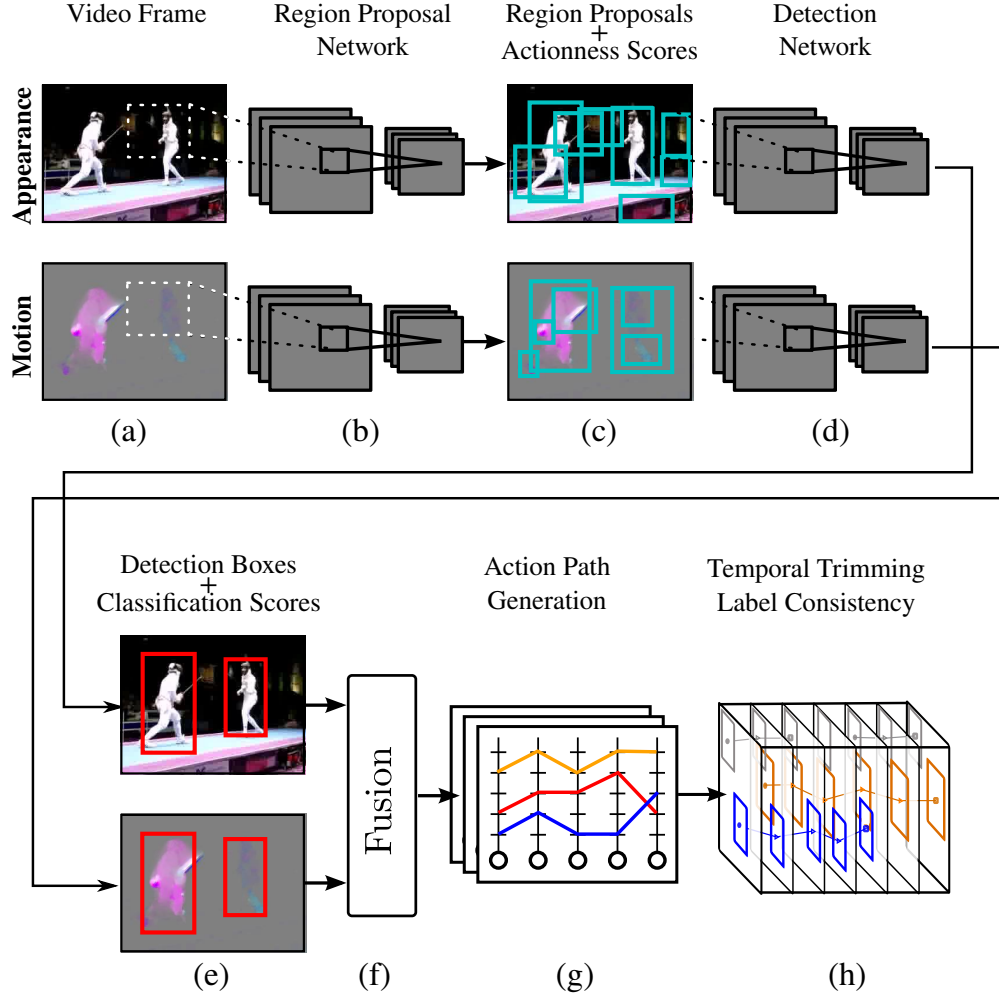 Video Frame
Region Proposal
Network
Region Proposals
+
Actionness Scores
Detection
Network
Appearance
Motion
(a)
(b)
(c)
(d)
Detection Boxes
+
Classification Scores
Action Path
Generation
Temporal Trimming
Label Consistency
Fusion
(e)
(f)
(g)
(h)